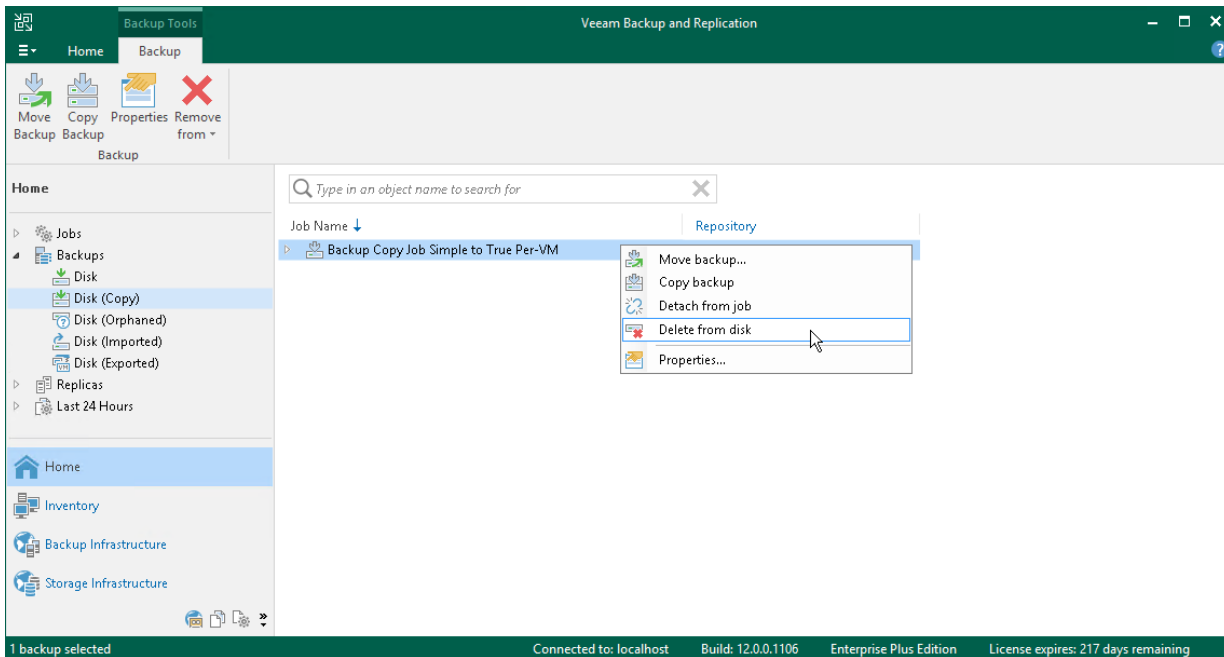 Backup Tools
Veeam Backup and Replication
Home Backup
Move Backup
Copy Backup
Properties
Remove from
Backup
Home
Jobs
Backups
Disk
Disk (Copy)
Disk (Orphaned)
Disk (Imported)
Disk (Exported)
Replicas
Last 24 Hours
Home
Inventory
Backup Infrastructure
Storage Infrastructure
Type in an object name to search for
Job Name Repository
Backup Copy Job Simple to True Per-VM
Move backup...
Copy backup
Detach from job
Delete from disk
Properties...
1 backup selected Connected to: localhost Build: 12.0.0.1106 Enterprise Plus Edition License expires: 217 days remaining